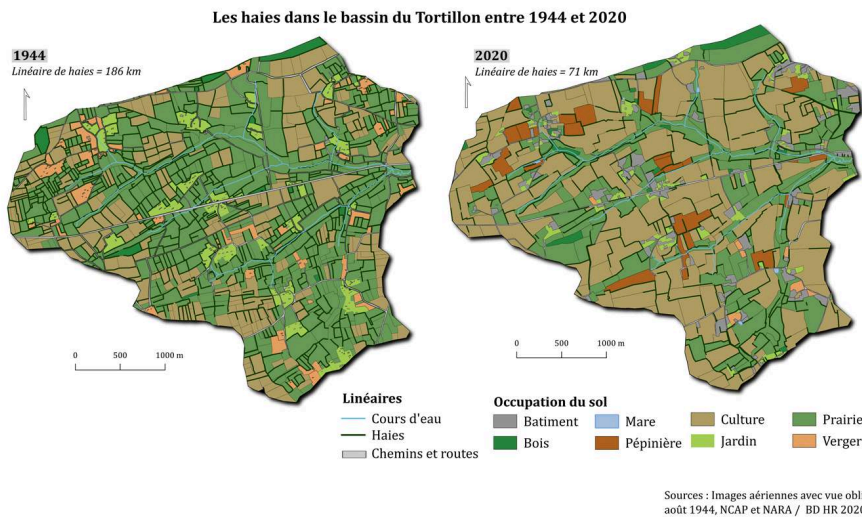 Les haies dans le bassin du Tortillon entre 1944 et 2020
1944
Linéaire de haies = 186 km
2020
Linéaire de haies = 71 km
0 500 1000 m
0 500 1000 m
Linéaires
Cours d'eau
Haies
Chemins et routes
Occupation du sol
Batiment
Mare
Culture
Prairie
Bois
Pépinière
Jardin
Verger
Sources : Images aériennes avec vue obl
août 1944, NCAP et NARA / BD HR 202